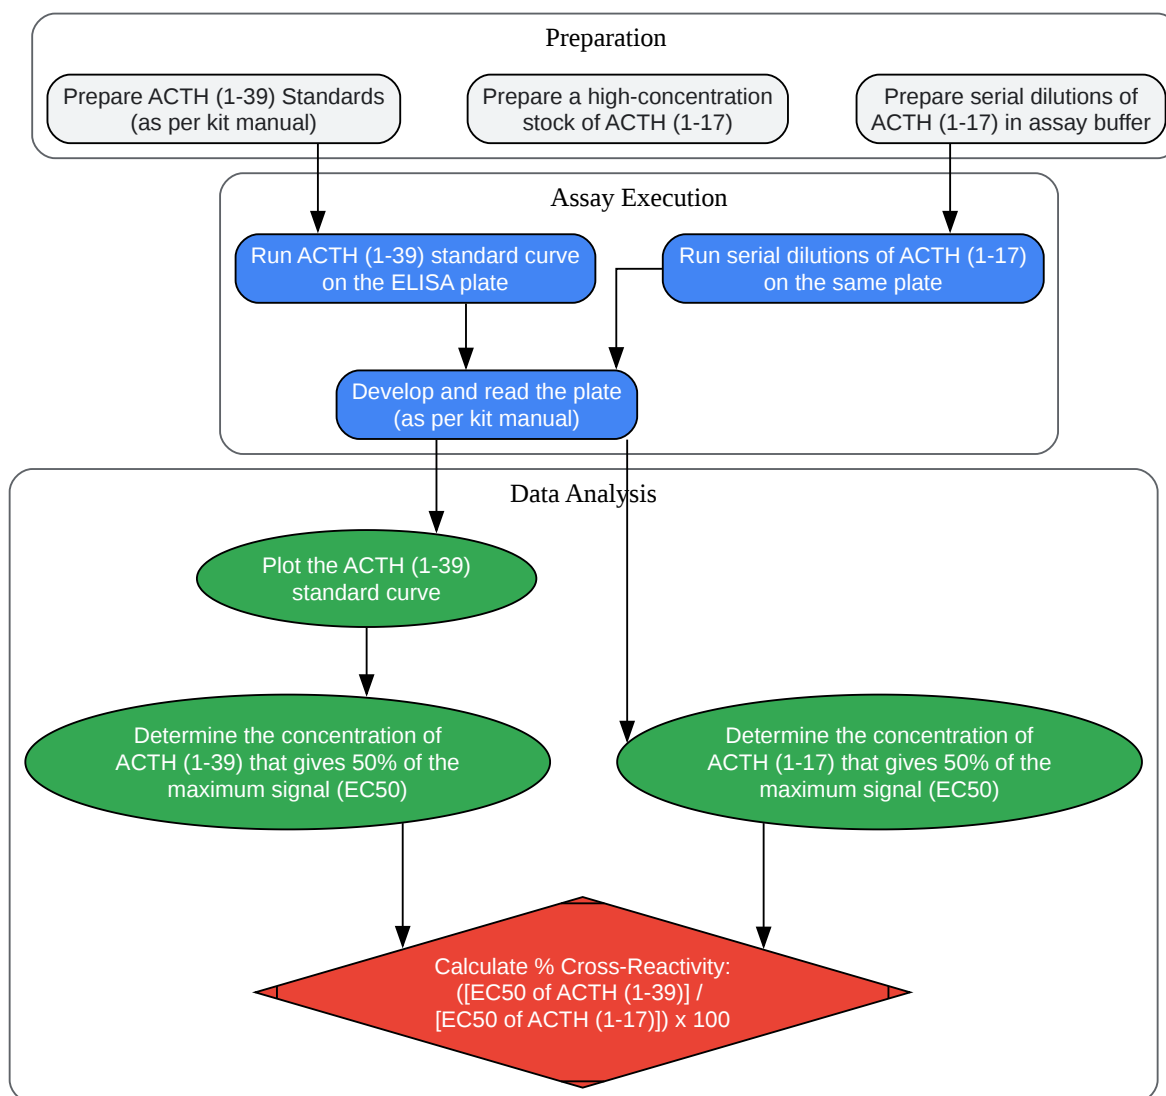 Preparation
Prepare ACTH (1-39) Standards
(as per kit manual)
Prepare a high-concentration
stock of ACTH (1-17)
Prepare serial dilutions of
ACTH (1-17) in assay buffer
Assay Execution
Run ACTH (1-39) standard curve
on the ELISA plate
Run serial dilutions of ACTH (1-17)
on the same plate
Develop and read the plate
(as per kit manual)
Data Analysis
Plot the ACTH (1-39)
standard curve
Determine the concentration of
ACTH (1-39) that gives 50% of the
maximum signal (EC50)
Determine the concentration of
ACTH (1-17) that gives 50% of the
maximum signal (EC50)
Calculate % Cross-Reactivity:
([EC50 of ACTH (1-39)] /
[EC50 of ACTH (1-17)]) x 100